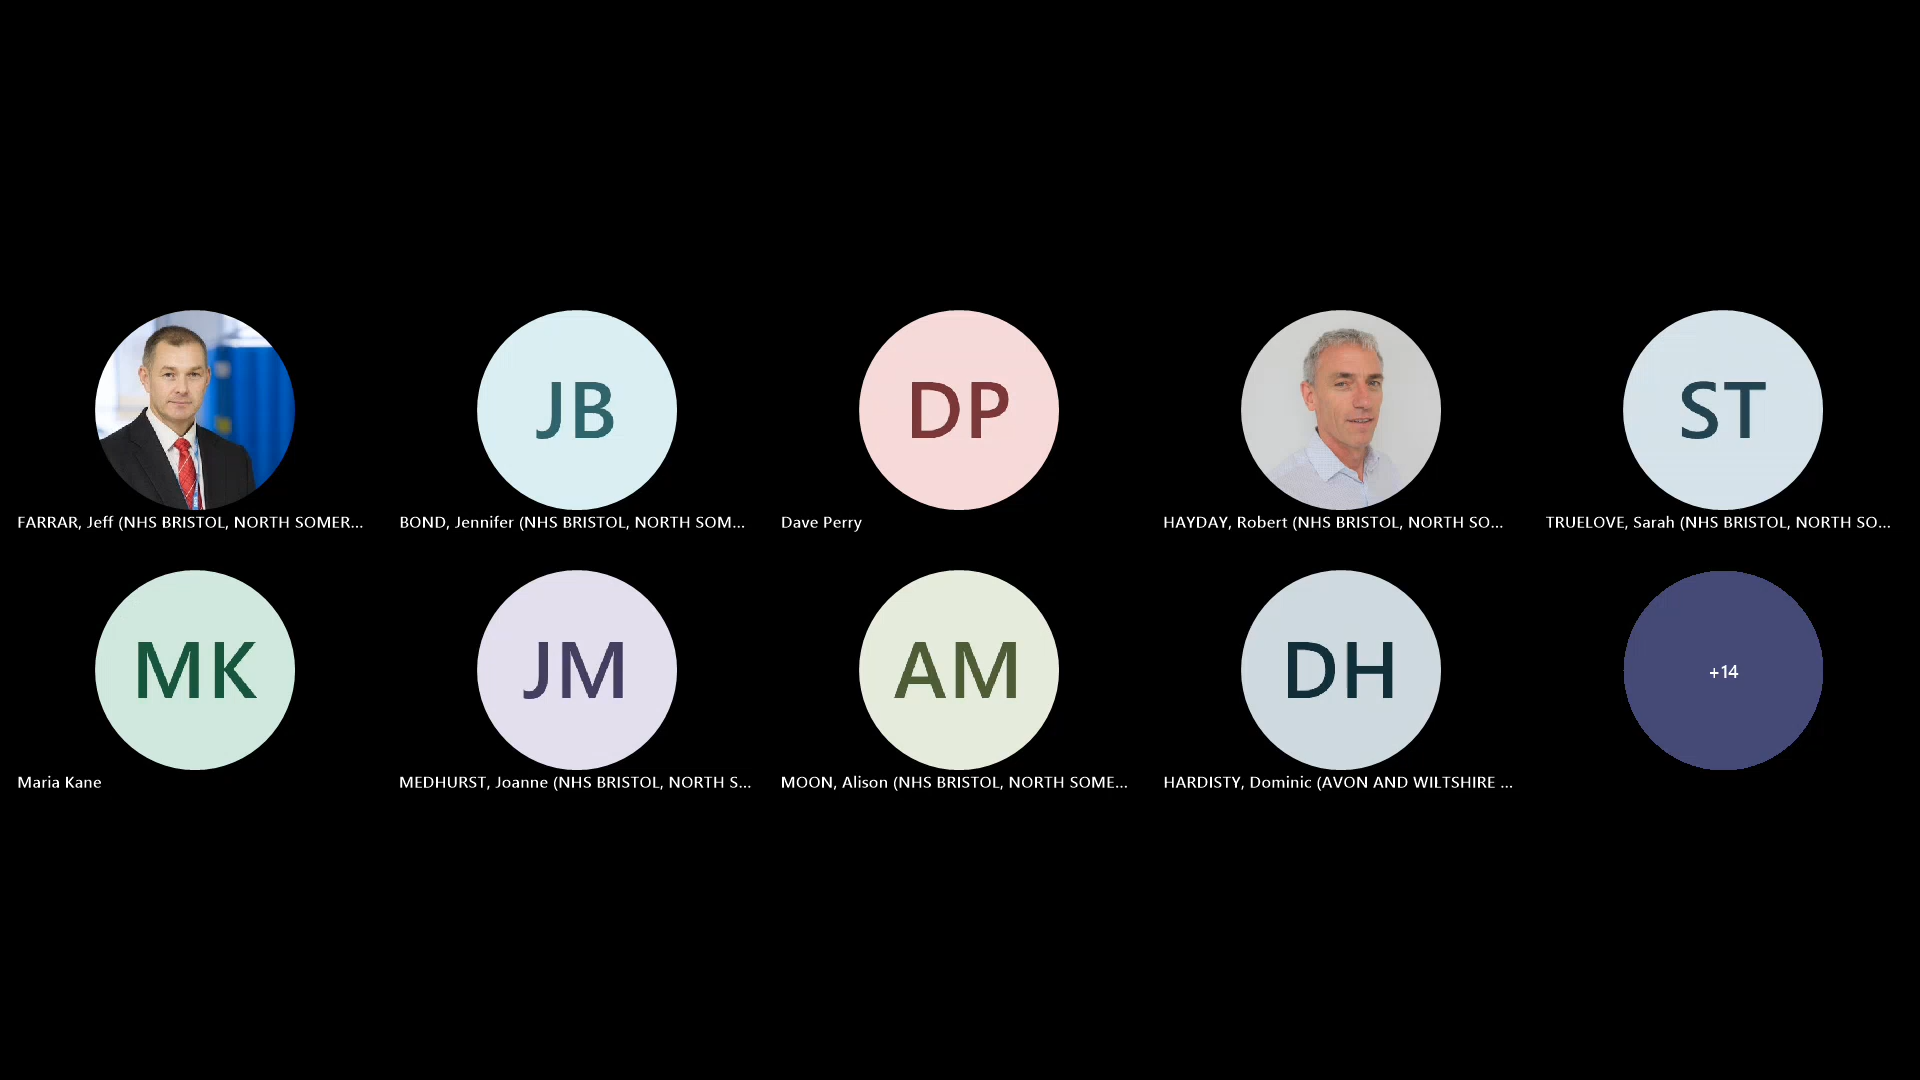 JB
DP
ST
FARRAR, Jeff (NHS BRISTOL, NORTH SOMER...
BOND, Jennifer (NHS BRISTOL, NORTH SOM...
Dave Perry
HAYDAY, Robert (NHS BRISTOL, NORTH SO...
TRUELOVE, Sarah (NHS BRISTOL, NORTH SO...
MK
JM
AM
DH
+14
Maria Kane
MEDHURST, Joanne (NHS BRISTOL, NORTH S...
MOON, Alison (NHS BRISTOL, NORTH SOME...
HARDISTY, Dominic (AVON AND WILTSHIRE ...